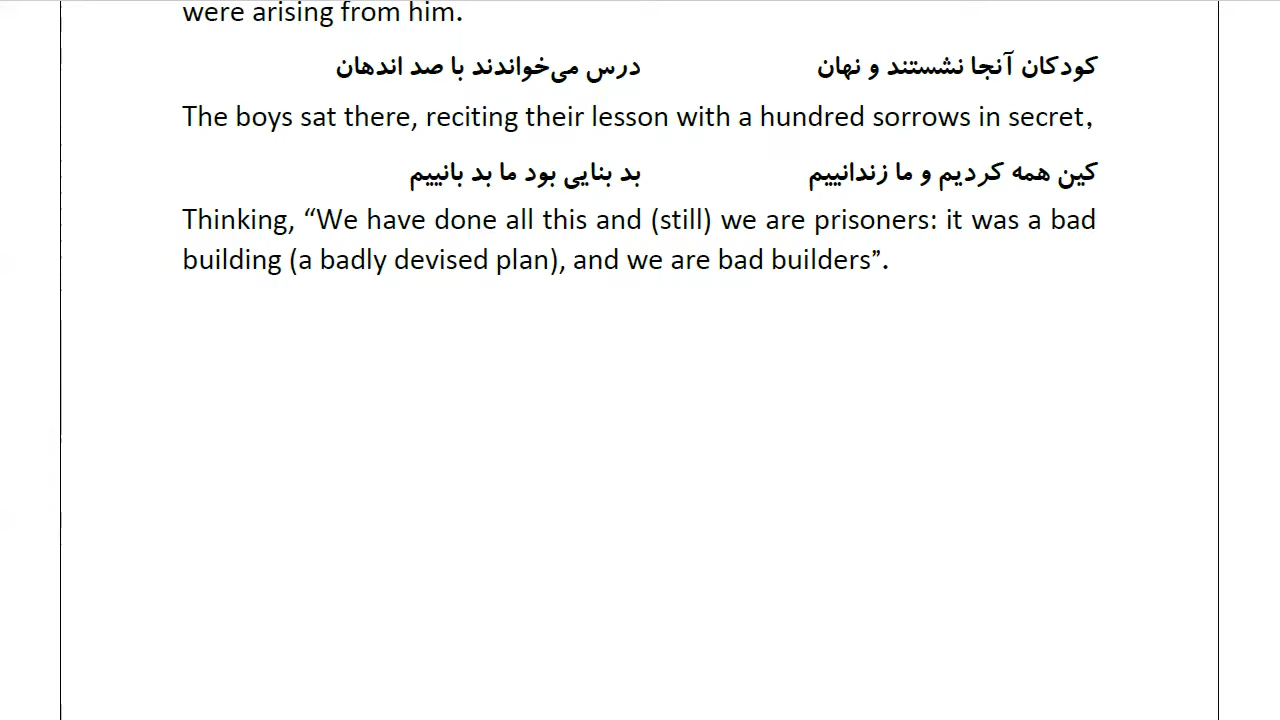 were arising from him.
کودکان آنجا نشستند و نهان درس می‌خواندند با صد اندهان
The boys sat there, reciting their lesson with a hundred sorrows in secret,
کین همه کردیم و ما زندانییم بد بنایی بود ما بد بانییم
Thinking, “We have done all this and (still) we are prisoners: it was a bad
building (a badly devised plan), and we are bad builders”.